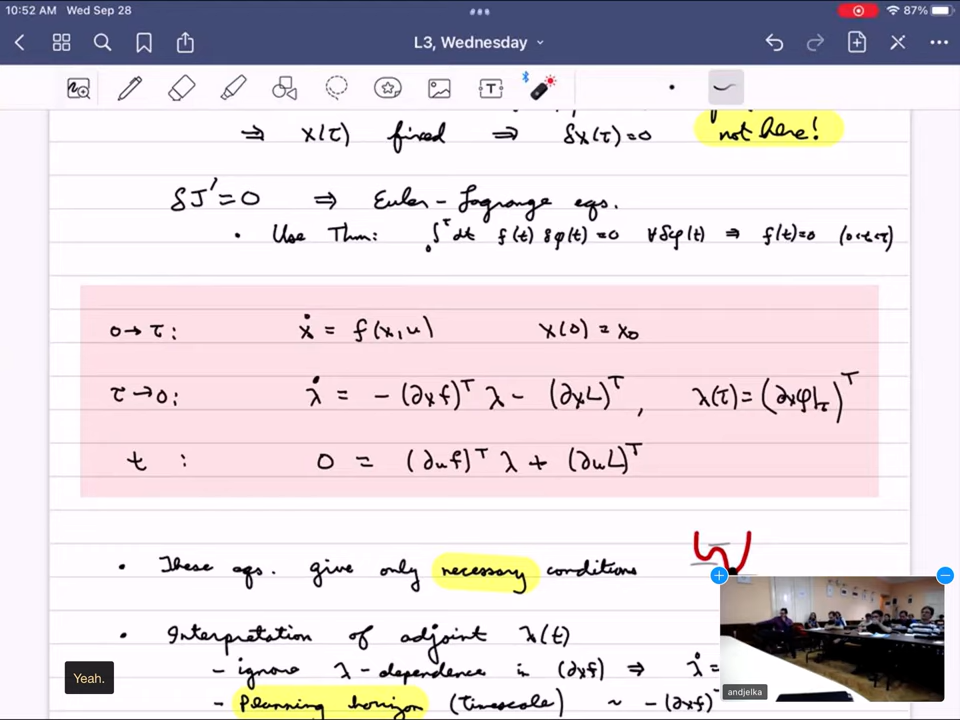 10:52 AM Wed Sep 28
87%
L3, Wednesday
T
⇒ x(τ) fixed ⇒ δx(τ)=0 not here!
δJ'=0 ⇒ Euler-Lagrange eqs.
• Use Thm: ∫₀^τ dt f(t) δφ(t) = 0 ∀δφ(t) ⇒ f(t)=0 (0<t<τ)
0→τ: ẋ = f(x,u) x(0) = x₀
τ→0: λ̇ = -(∂ₓf)ᵀ λ - (∂ₓL)ᵀ, λ(τ) = (∂ₓφ|_τ)ᵀ
t : 0 = (∂ᵤf)ᵀ λ + (∂ᵤL)ᵀ
• These eqs. give only necessary conditions
• Interpretation of adjoint λ(t)
- ignore λ-dependence in (∂ₓf) ⇒ λ̇ =
- Planning horizon (timescale) ~ -(∂ₓf)
Yeah.
andjelka